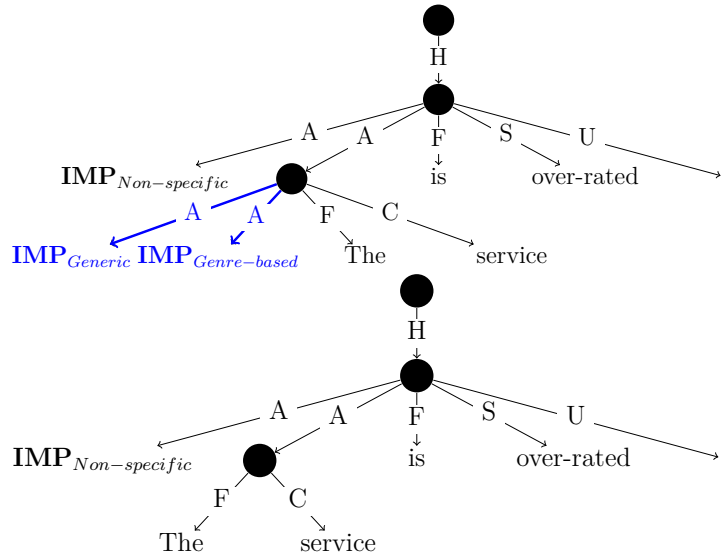 H
A A F S U
IMP_Non−specific is over-rated
A A F C
IMP_Generic IMP_Genre−based The service
H
A A F S U
IMP_Non−specific is over-rated
F C
The service